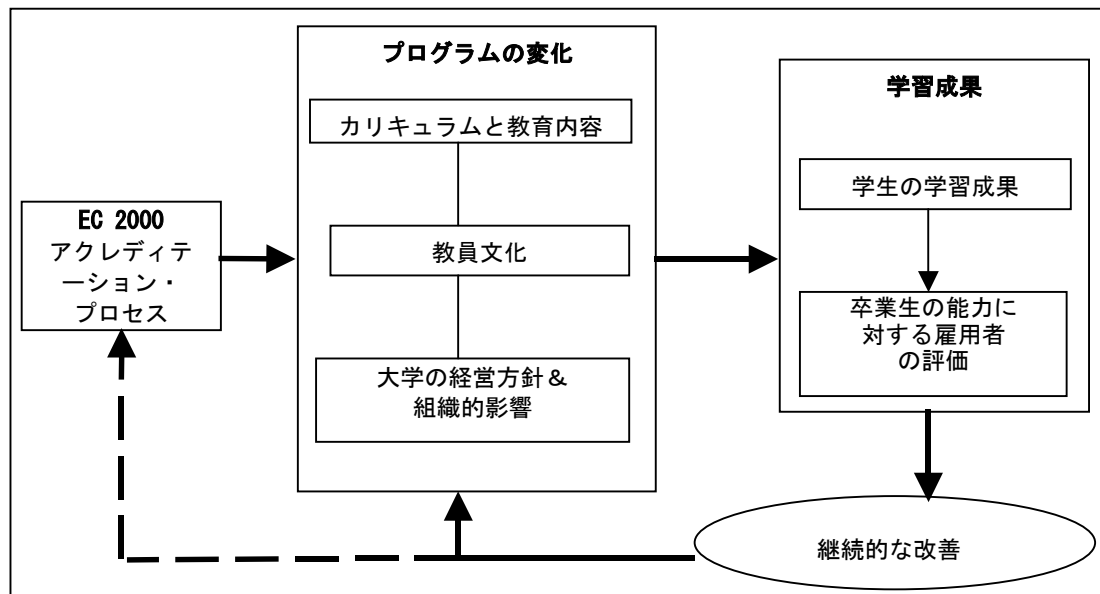 プログラムの変化
カリキュラムと教育内容
教員文化
大学の経営方針&
組織的影響
EC 2000
アクレディテ
ーション・
プロセス
学習成果
学生の学習成果
卒業生の能力に
対する雇用者
の評価
継続的な改善